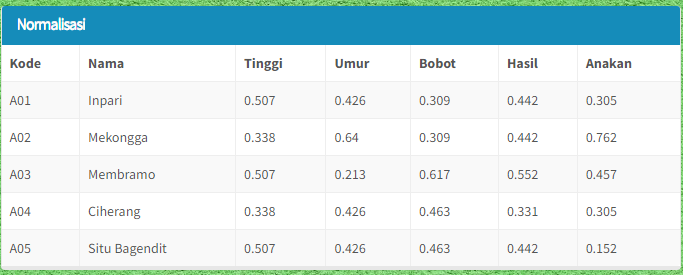 Normalisasi
Kode Nama Tinggi Umur Bobot Hasil Anakan
A01 Inpari 0.507 0.426 0.309 0.442 0.305
A02 Mekongga 0.338 0.64 0.309 0.442 0.762
A03 Membramo 0.507 0.213 0.617 0.552 0.457
A04 Ciherang 0.338 0.426 0.463 0.331 0.305
A05 Situ Bagendit 0.507 0.426 0.463 0.442 0.152